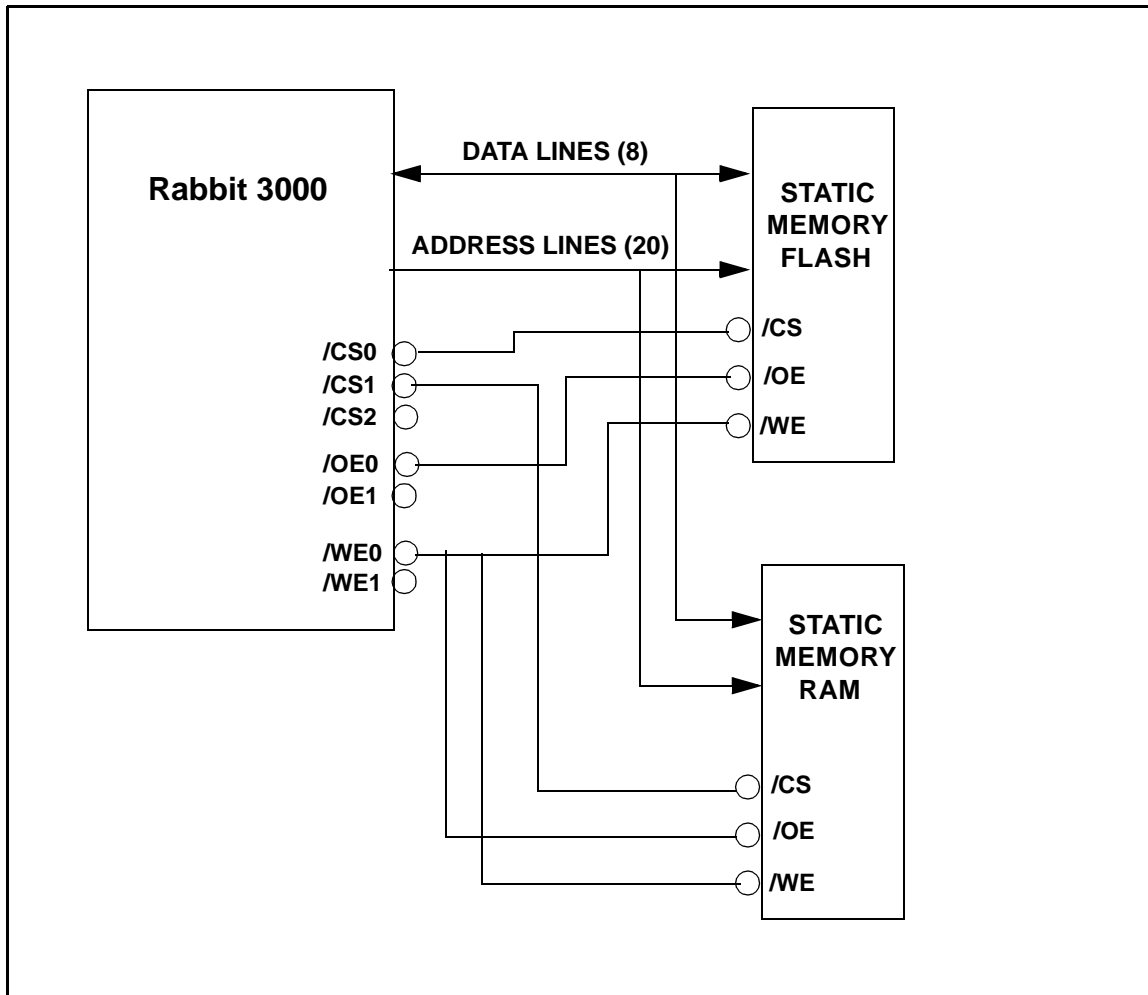 Rabbit 3000
DATA LINES (8)
ADDRESS LINES (20)
/CS0
/CS1
/CS2
/OE0
/OE1
/WE0
/WE1
STATIC
MEMORY
FLASH
/CS
/OE
/WE
STATIC
MEMORY
RAM
/CS
/OE
/WE